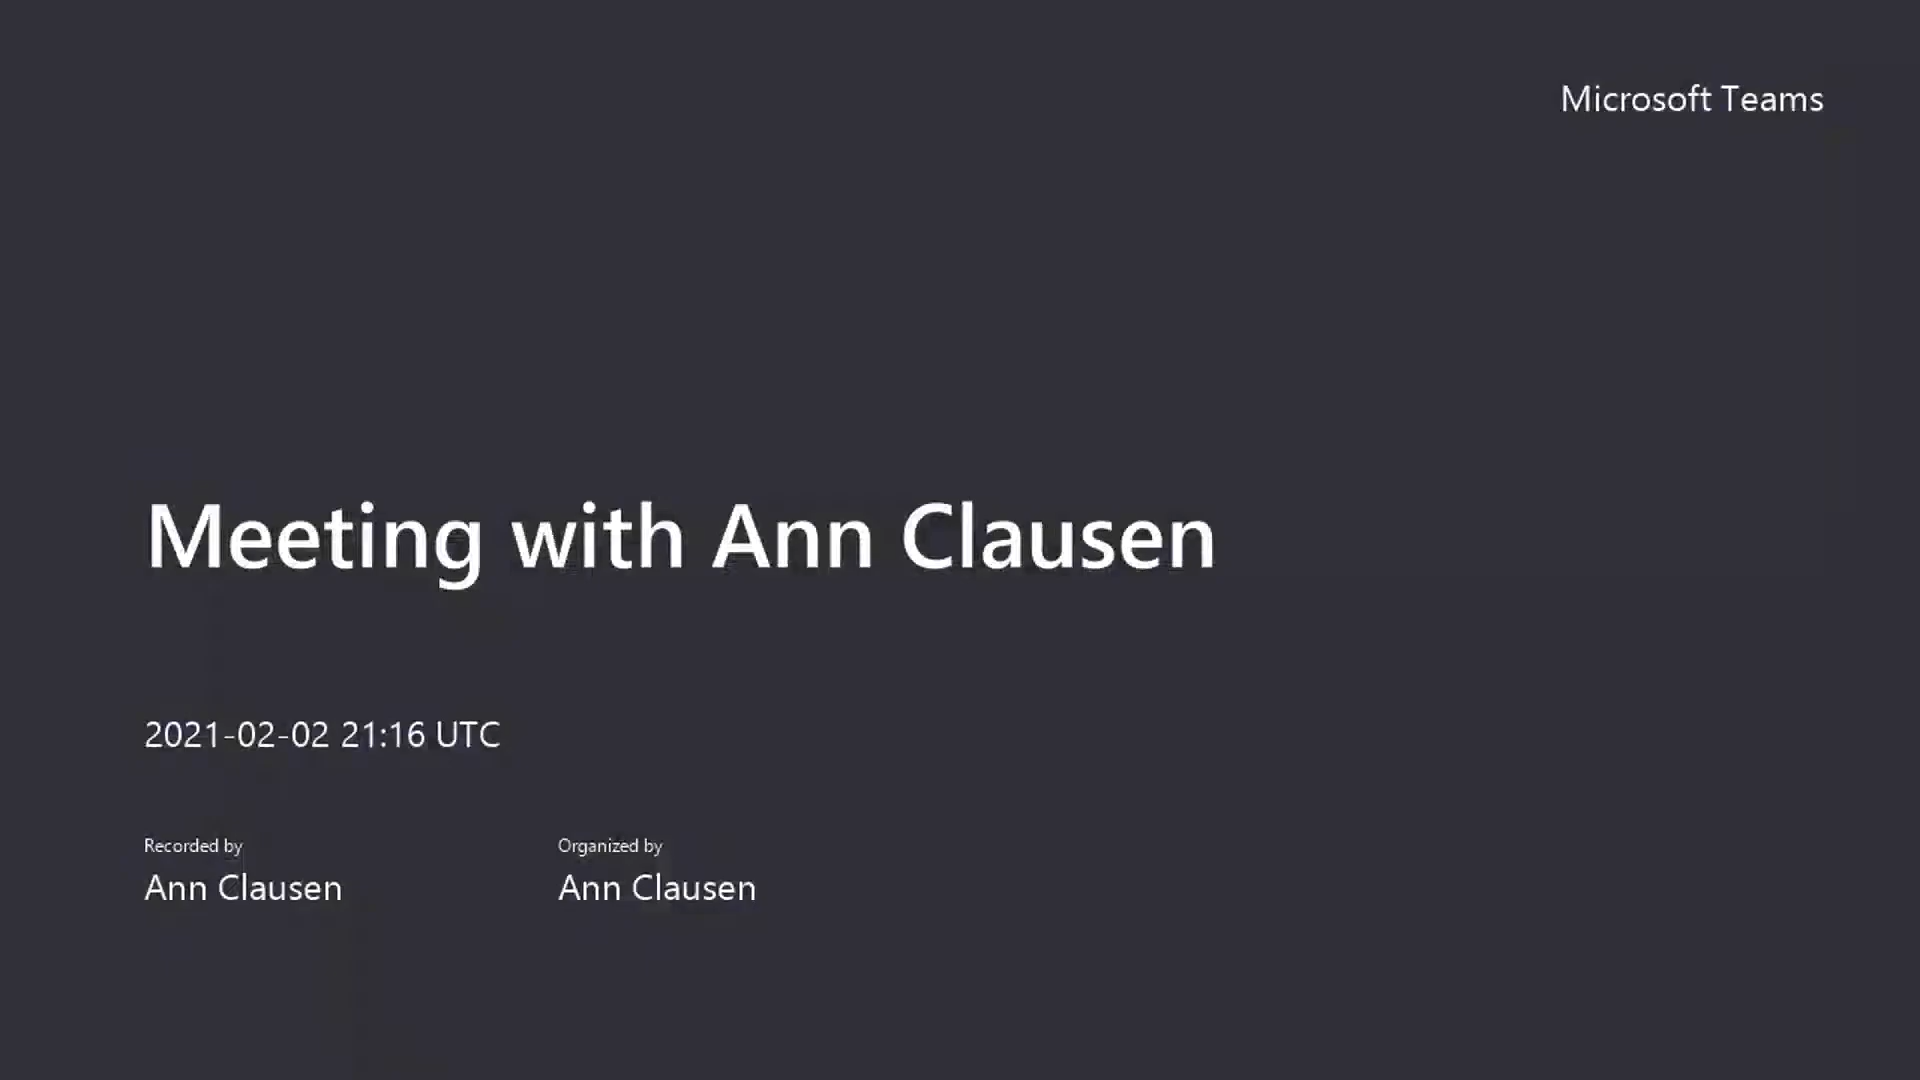 Microsoft Teams
Meeting with Ann Clausen
2021-02-02 21:16 UTC
Recorded by
Ann Clausen
Organized by
Ann Clausen